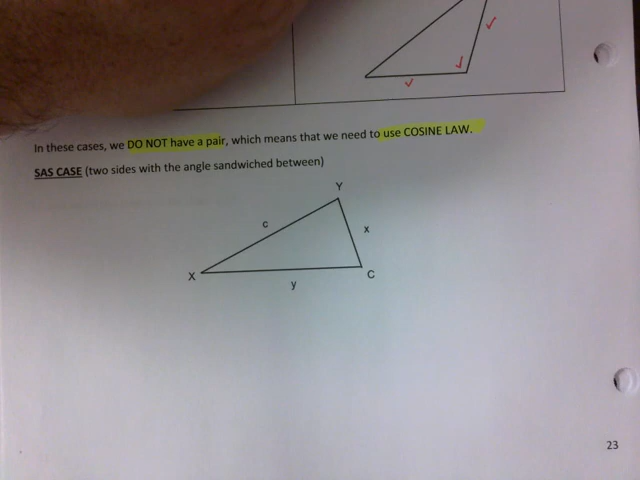 In these cases, we DO NOT have a pair, which means that we need to use COSINE LAW.
SAS CASE (two sides with the angle sandwiched between)
Y
c
x
X
C
y
23